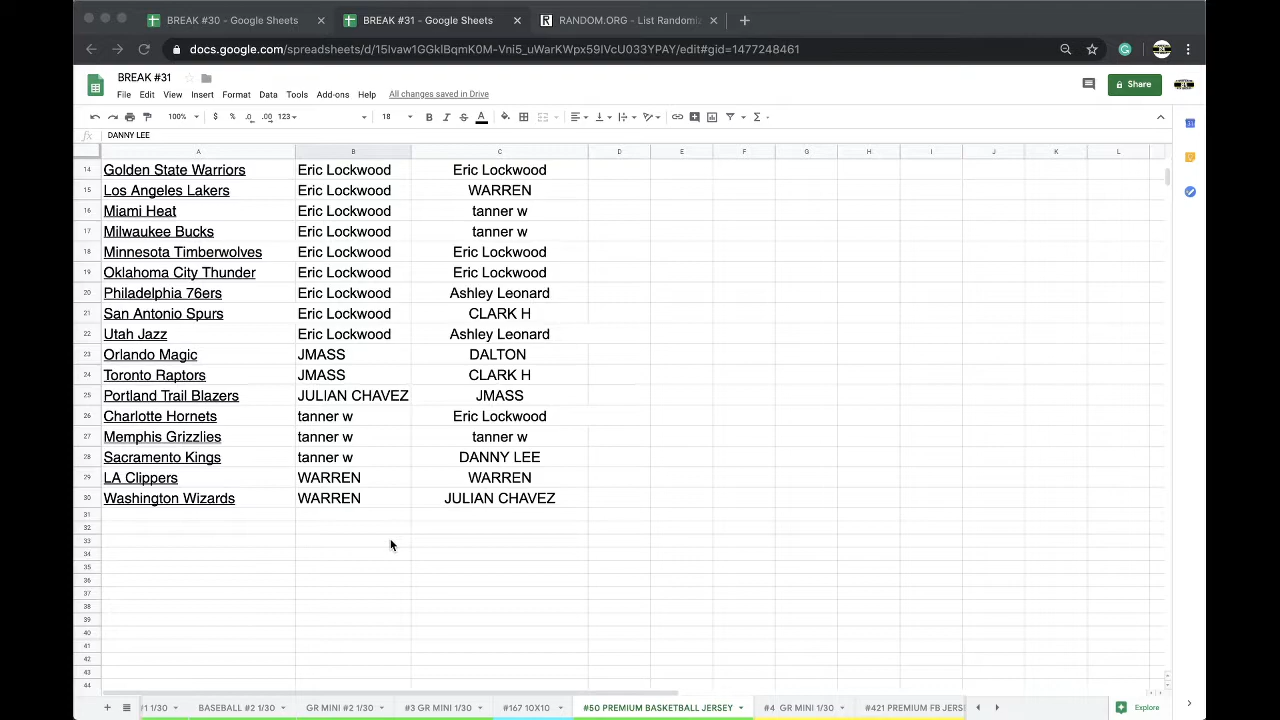 BREAK #30 - Google Sheets
BREAK #31 - Google Sheets
RANDOM.ORG - List Randomi
docs.google.com/spreadsheets/d/15lvaw1GGklBqmK0M-Vni5_uWarKWpx59IVcU033YPAY/edit#gid=1477248461
BREAK #31
File Edit View Insert Format Data Tools Add-ons Help All changes saved in Drive
Share
100% $ % .0 .00 123 18 B I S A
fx DANNY LEE
A B C D E F G H I J K L
14 Golden State Warriors Eric Lockwood Eric Lockwood
15 Los Angeles Lakers Eric Lockwood WARREN
16 Miami Heat Eric Lockwood tanner w
17 Milwaukee Bucks Eric Lockwood tanner w
18 Minnesota Timberwolves Eric Lockwood Eric Lockwood
19 Oklahoma City Thunder Eric Lockwood Eric Lockwood
20 Philadelphia 76ers Eric Lockwood Ashley Leonard
21 San Antonio Spurs Eric Lockwood CLARK H
22 Utah Jazz Eric Lockwood Ashley Leonard
23 Orlando Magic JMASS DALTON
24 Toronto Raptors JMASS CLARK H
25 Portland Trail Blazers JULIAN CHAVEZ JMASS
26 Charlotte Hornets tanner w Eric Lockwood
27 Memphis Grizzlies tanner w tanner w
28 Sacramento Kings tanner w DANNY LEE
29 LA Clippers WARREN WARREN
30 Washington Wizards WARREN JULIAN CHAVEZ
31
32
33
34
35
36
37
38
39
40
41
42
43
44
#1 1/30 BASEBALL #2 1/30 GR MINI #2 1/30 #3 GR MINI 1/30 #167 10X10 #50 PREMIUM BASKETBALL JERSEY #4 GR MINI 1/30 #421 PREMIUM FB JERS Explore